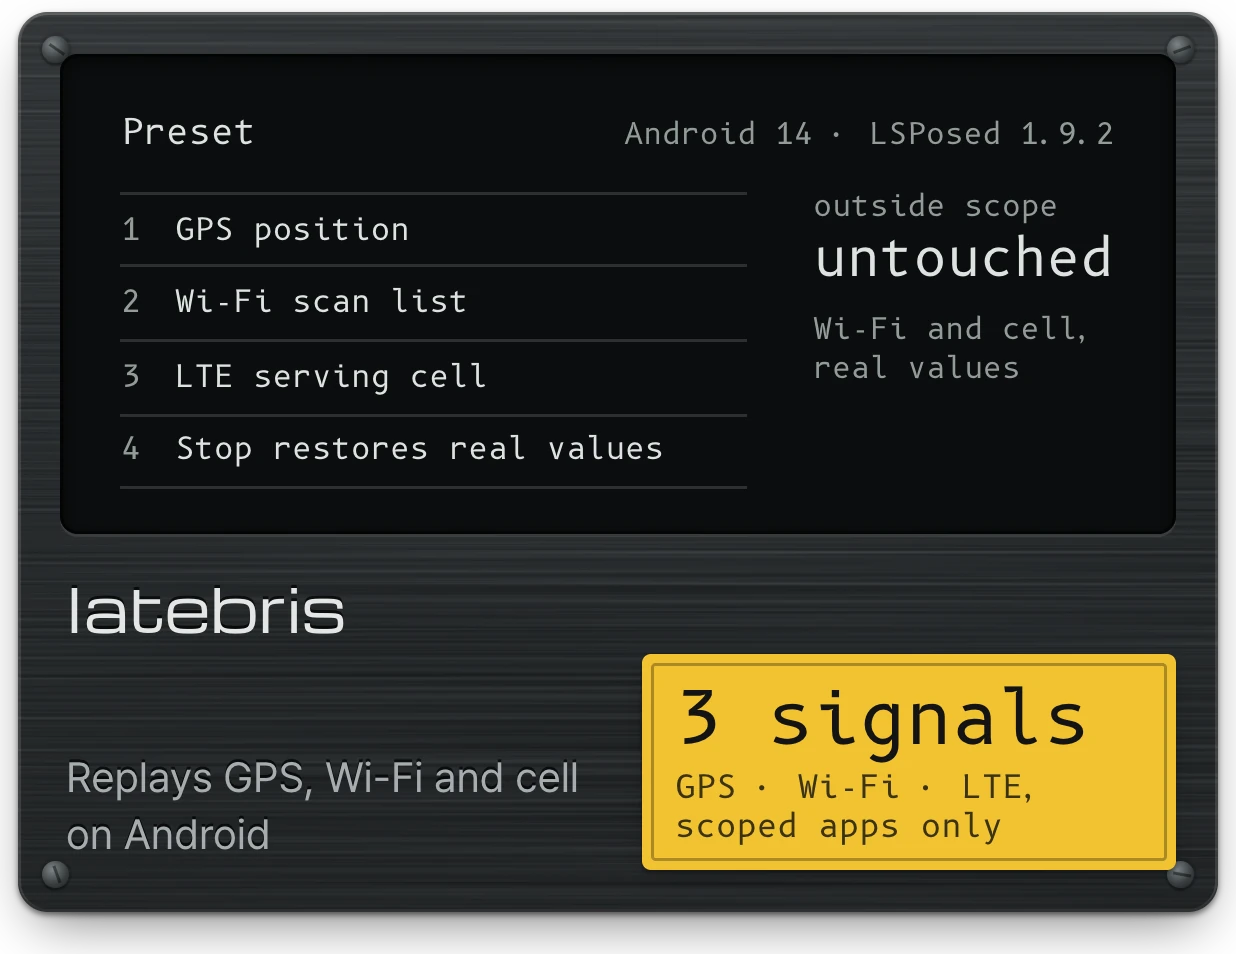 Preset
Android 14 · LSPosed 1.9.2
1 GPS position
2 Wi-Fi scan list
3 LTE serving cell
4 Stop restores real values
outside scope
untouched
Wi-Fi and cell,
real values
latebris
Replays GPS, Wi-Fi and cell
on Android
3 signals
GPS · Wi-Fi · LTE,
scoped apps only